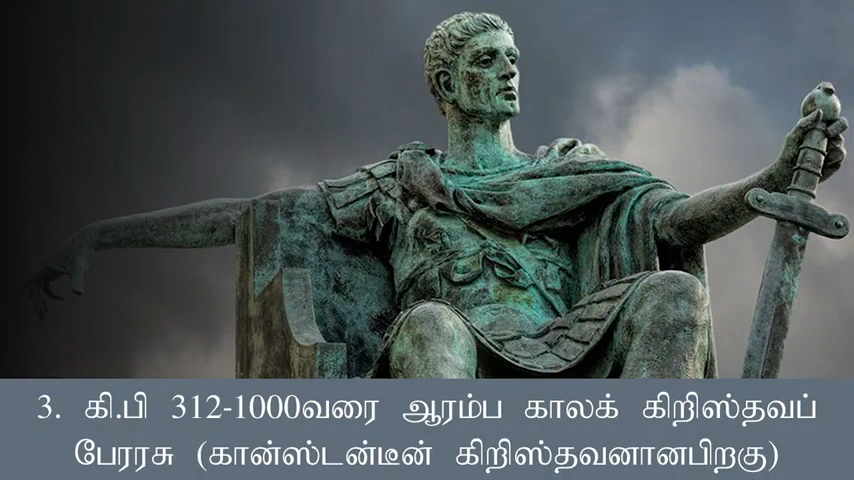 3. கி.பி 312-1000வரை ஆரம்ப காலக் கிறிஸ்தவப்
பேரரசு (கான்ஸ்டன்டீன் கிறிஸ்தவனானபிறகு)